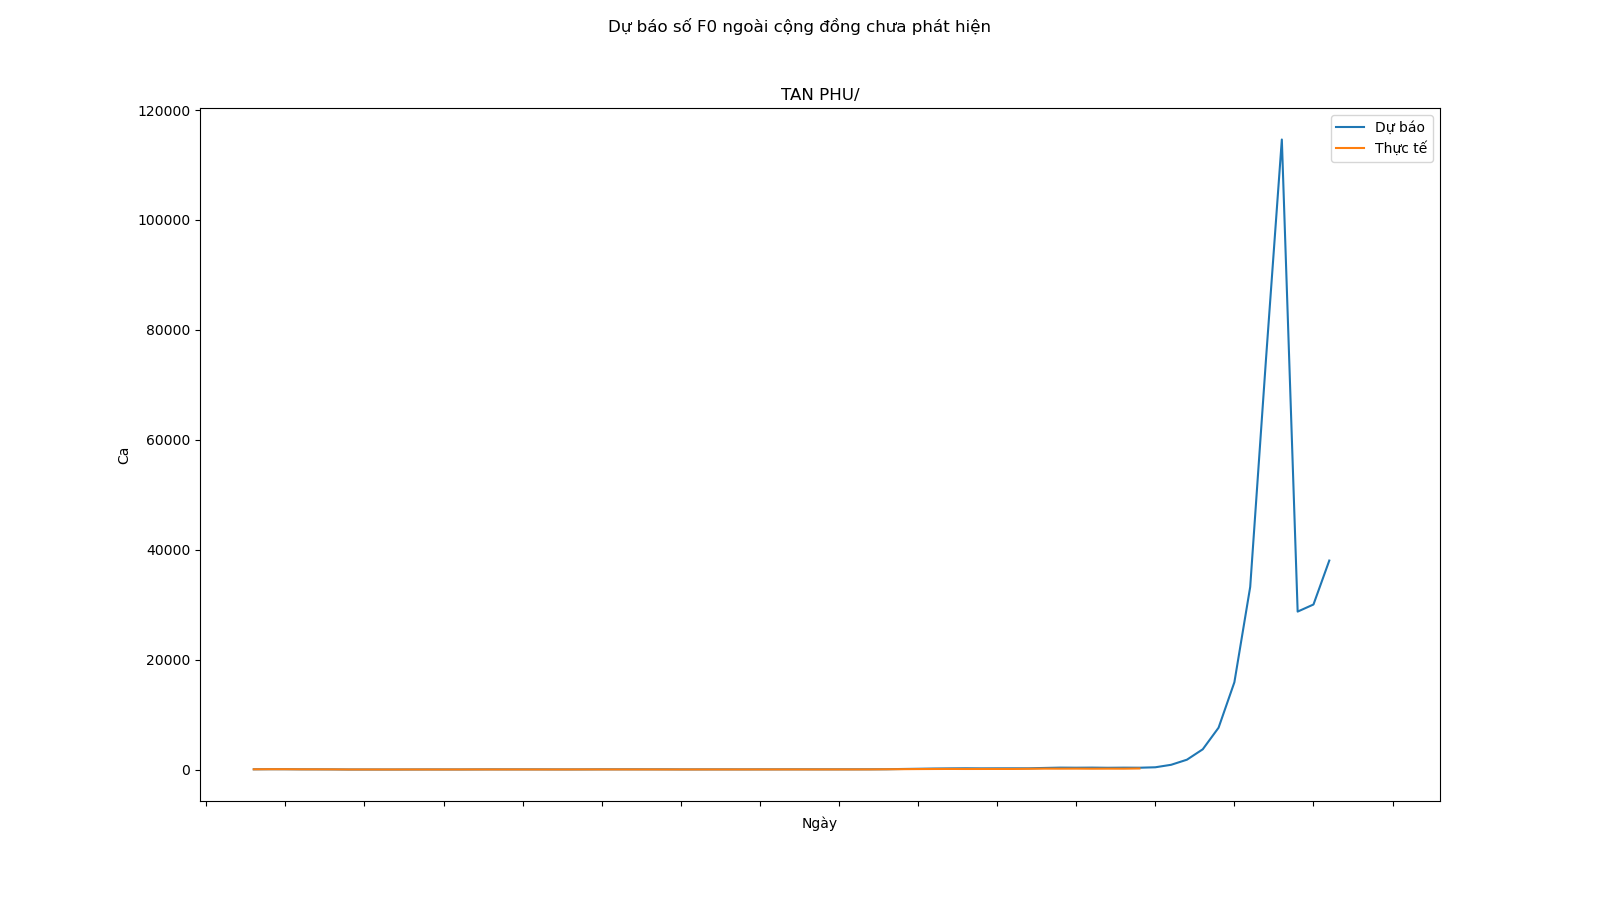 Dự báo số F0 ngoài cộng đồng chưa phát hiện
TAN PHU/
120000
100000
80000
60000
40000
20000
0
Ca
Dự báo
Thực tế
Ngày